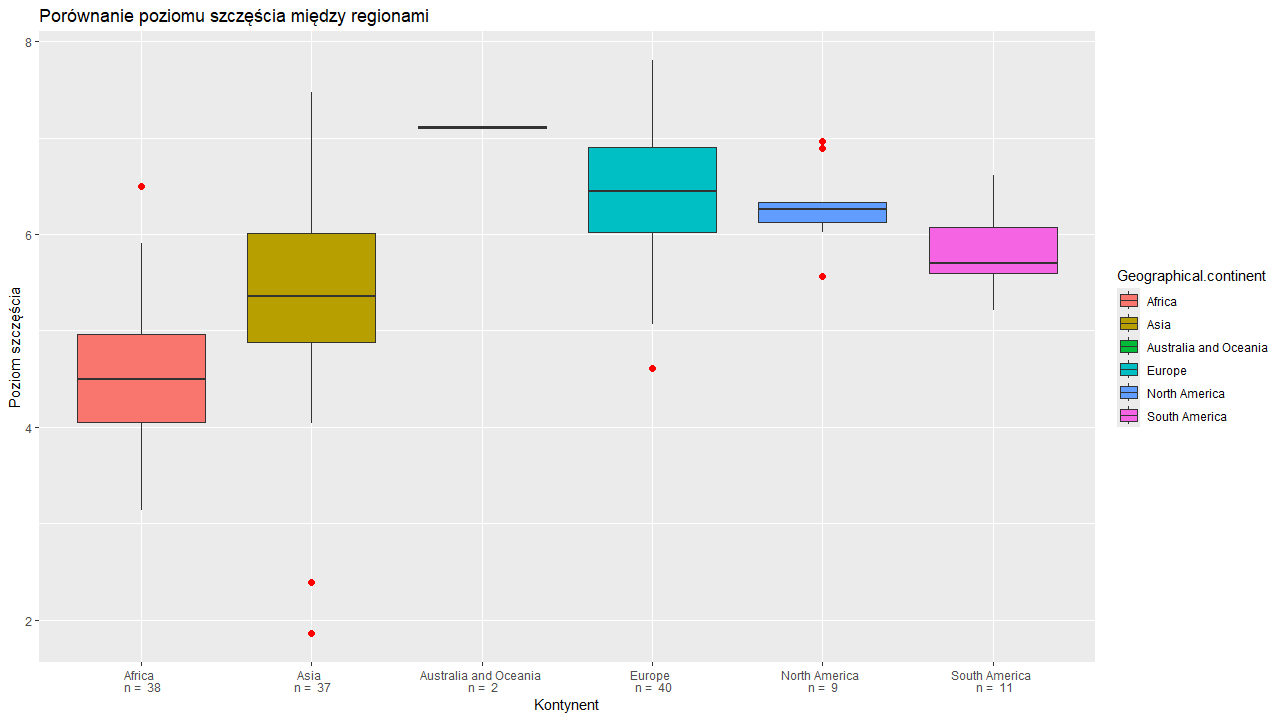 Porównanie poziomu szczęścia między regionami
Poziom szczęścia
8
6
4
2
Africa
n = 38
Asia
n = 37
Australia and Oceania
n = 2
Europe
n = 40
North America
n = 9
South America
n = 11
Kontynent
Geographical.continent
Africa
Asia
Australia and Oceania
Europe
North America
South America